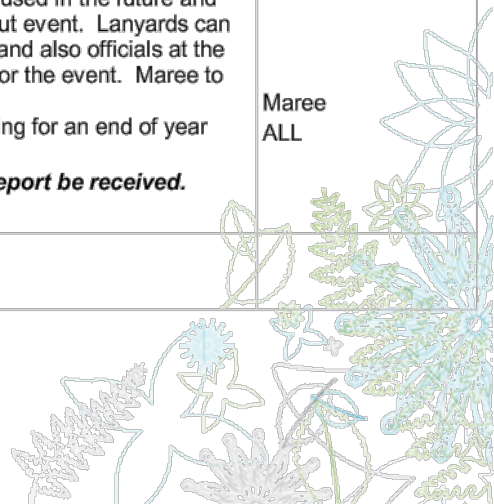 used in the future and
ut event.  Lanyards can
and also officials at the
or the event.  Maree to
Maree
ng for an end of year
ALL
eport be received.